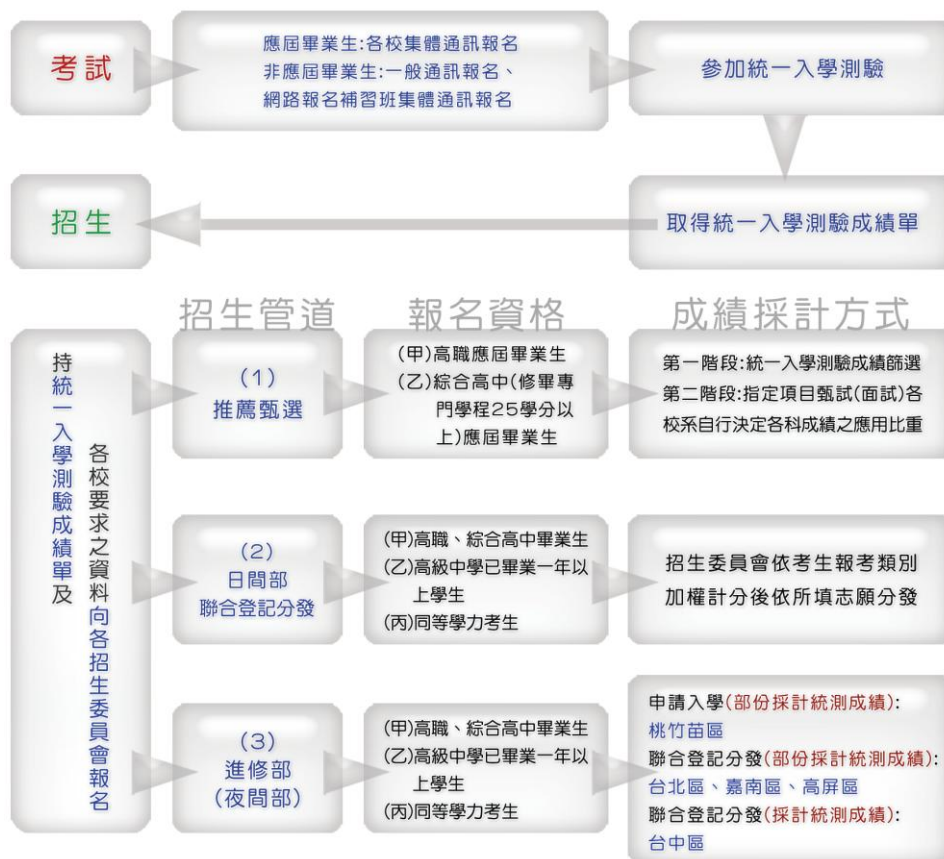 考試
應屆畢業生:各校集體通訊報名
非應屆畢業生:一般通訊報名、
網路報名補習班集體通訊報名
參加統一入學測驗
招生
取得統一入學測驗成績單
招生管道
報名資格
成績採計方式
持統一入學測驗成績單及
各校要求之資料向各招生委員會報名
(1)
推薦甄選
(甲)高職應屆畢業生
(乙)綜合高中(修畢專
門學程25學分以
上)應屆畢業生
第一階段:統一入學測驗成績篩選
第二階段:指定項目甄試(面試)各
校系自行決定各科成績之應用比重
(2)
日間部
聯合登記分發
(甲)高職、綜合高中畢業生
(乙)高級中學已畢業一年以
上學生
(丙)同等學力考生
招生委員會依考生報考類別
加權計分後依所填志願分發
(3)
進修部
(夜間部)
(甲)高職、綜合高中畢業生
(乙)高級中學已畢業一年以
上學生
(丙)同等學力考生
申請入學(部份採計統測成績):
桃竹苗區
聯合登記分發(部份採計統測成績):
台北區、嘉南區、高屏區
聯合登記分發(採計統測成績):
台中區